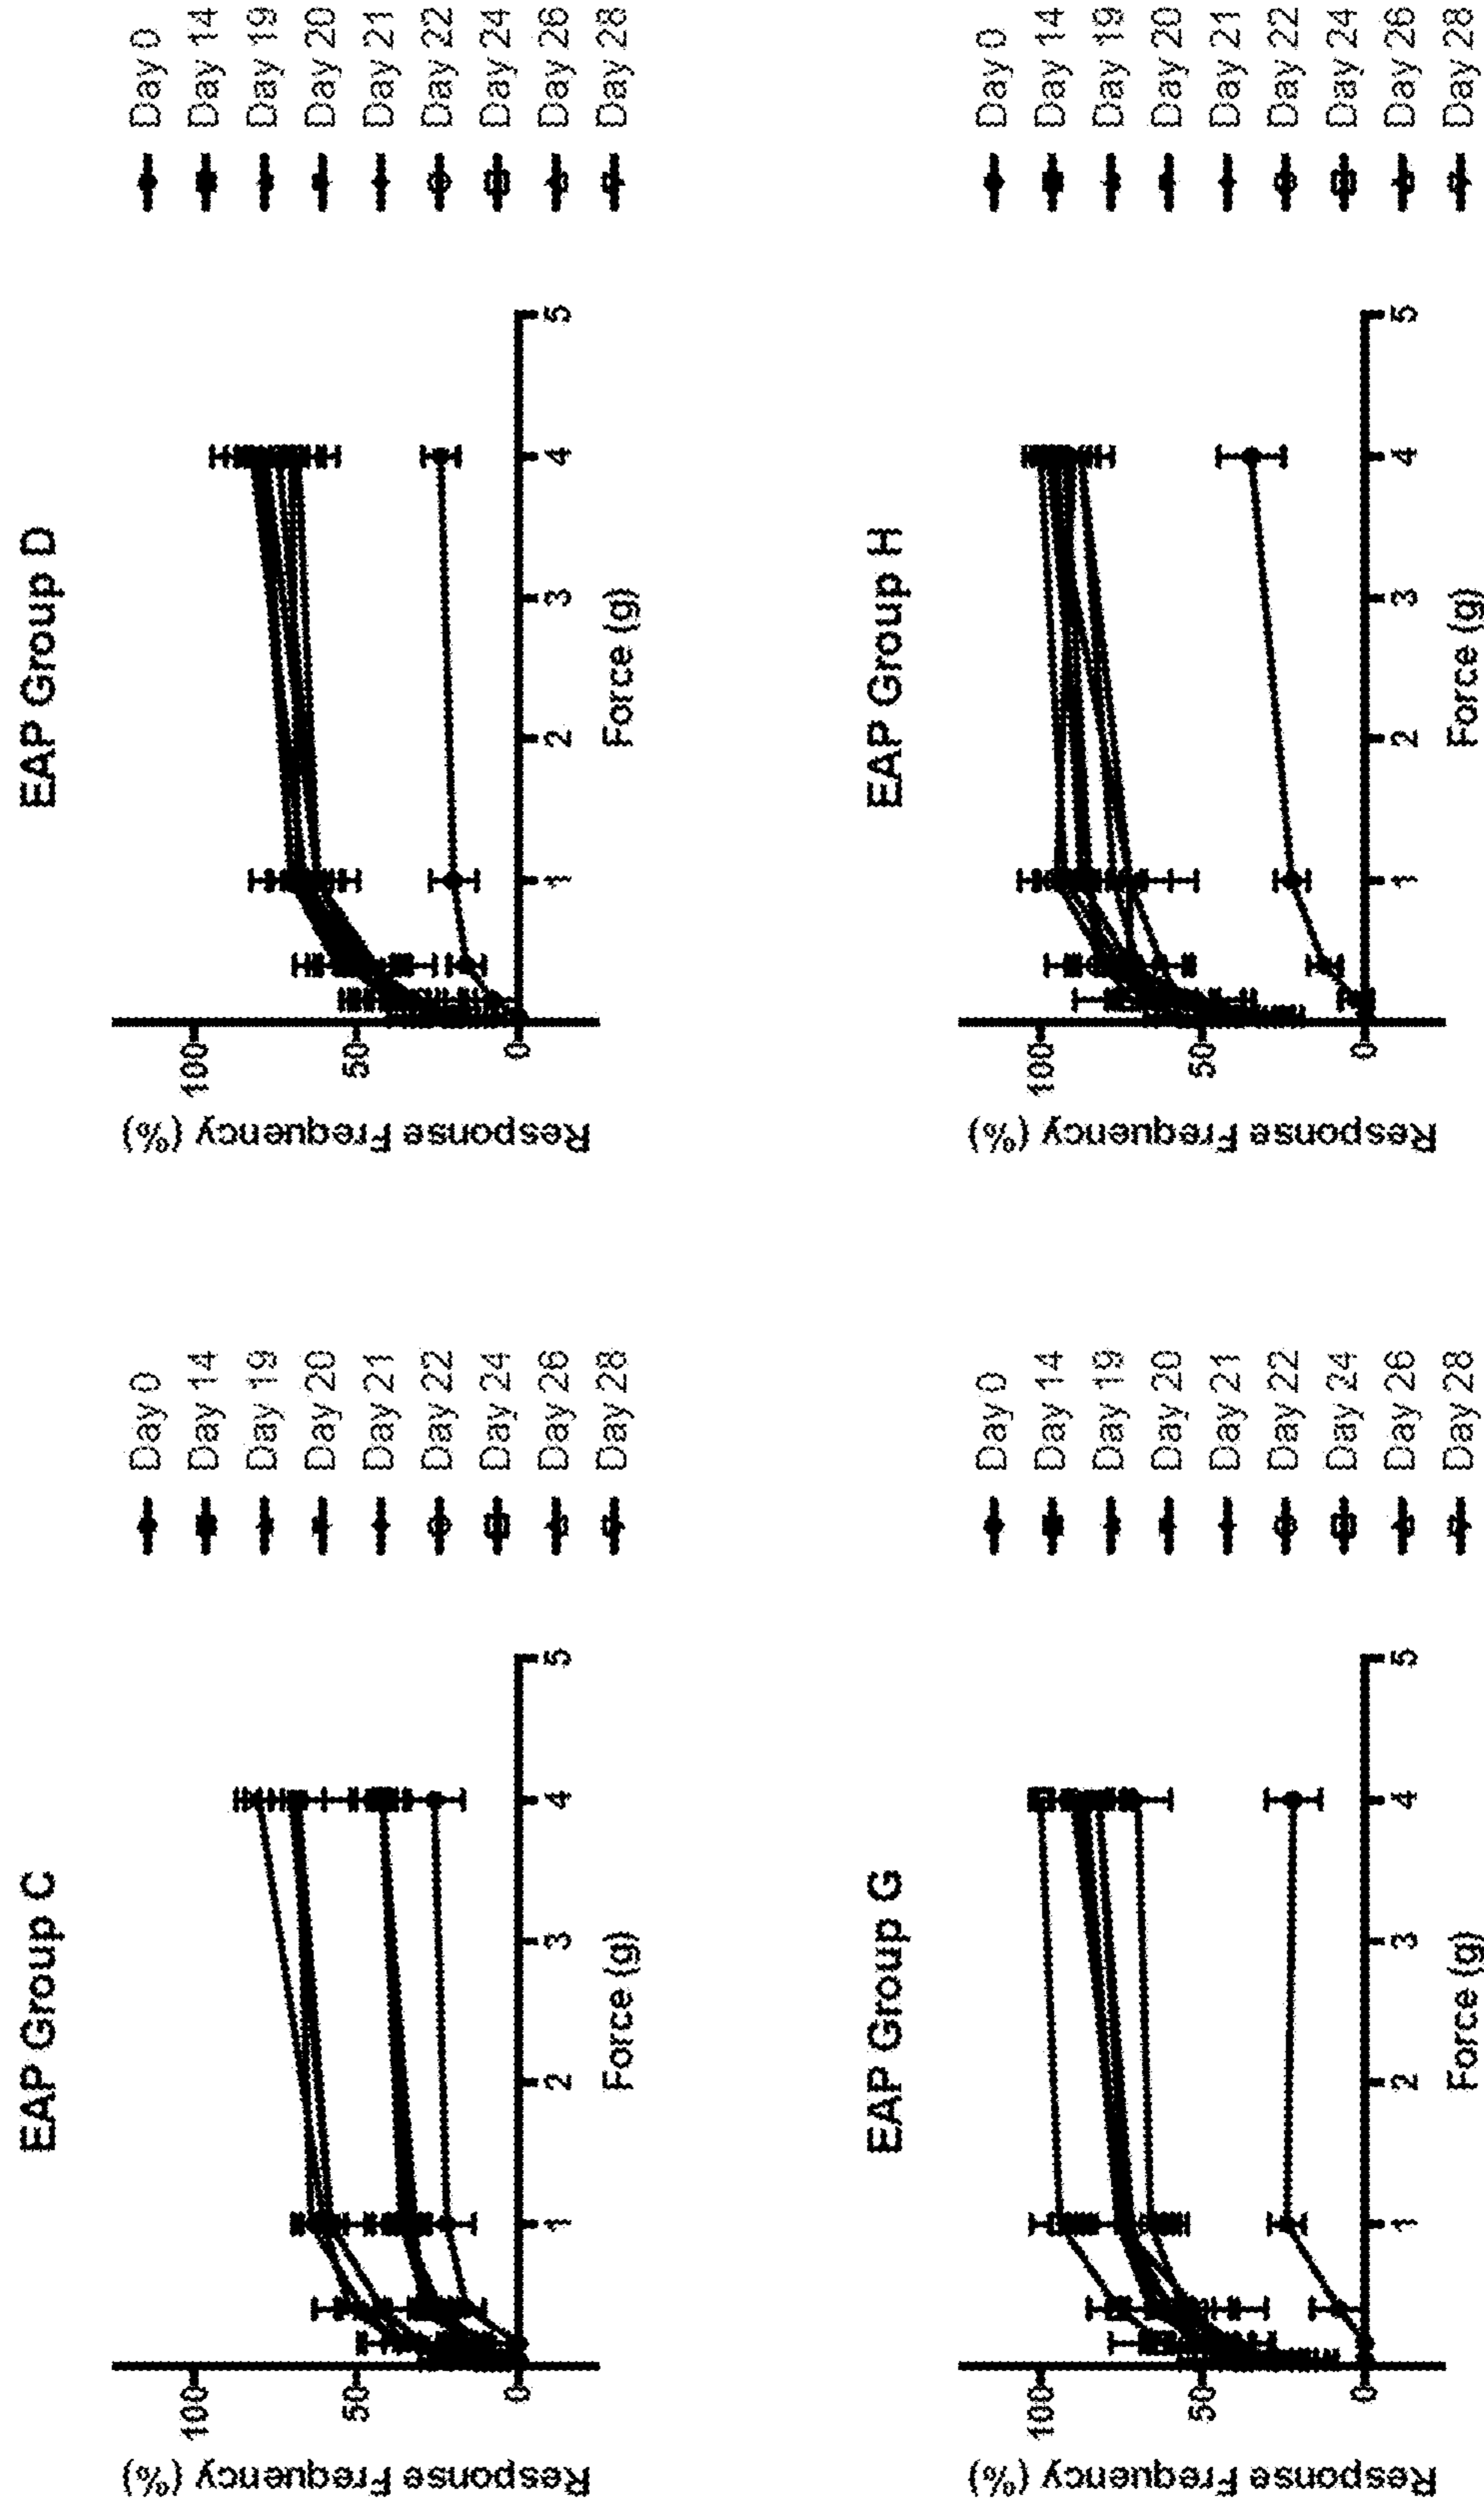 EAP Group C
Response Frequency (%)
100
50
0
1
2
3
4
5
Force (g)
Day 0
Day 14
Day 19
Day 20
Day 21
Day 22
Day 24
Day 26
Day 28
EAP Group D
Response Frequency (%)
100
50
0
1
2
3
4
5
Force (g)
Day 0
Day 14
Day 19
Day 20
Day 21
Day 22
Day 24
Day 26
Day 28
EAP Group G
Response Frequency (%)
100
50
0
1
2
3
4
5
Force (g)
Day 0
Day 14
Day 19
Day 20
Day 21
Day 22
Day 24
Day 26
Day 28
EAP Group H
Response Frequency (%)
100
50
0
1
2
3
4
5
Force (g)
Day 0
Day 14
Day 19
Day 20
Day 21
Day 22
Day 24
Day 26
Day 28